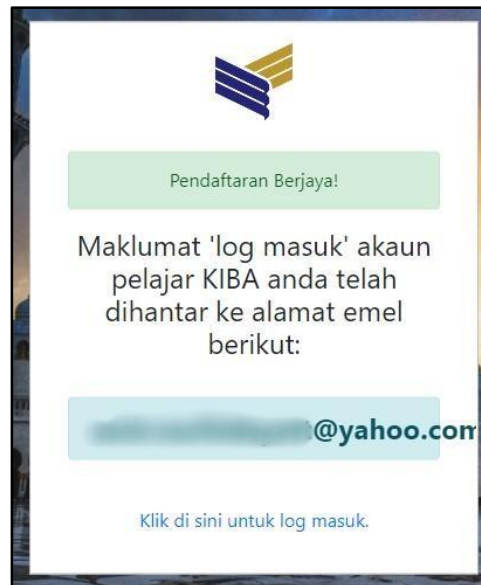 Pendaftaran Berjaya!
Maklumat 'log masuk' akaun
pelajar KIBA anda telah
dihantar ke alamat emel
berikut:
@yahoo.com
Klik di sini untuk log masuk.